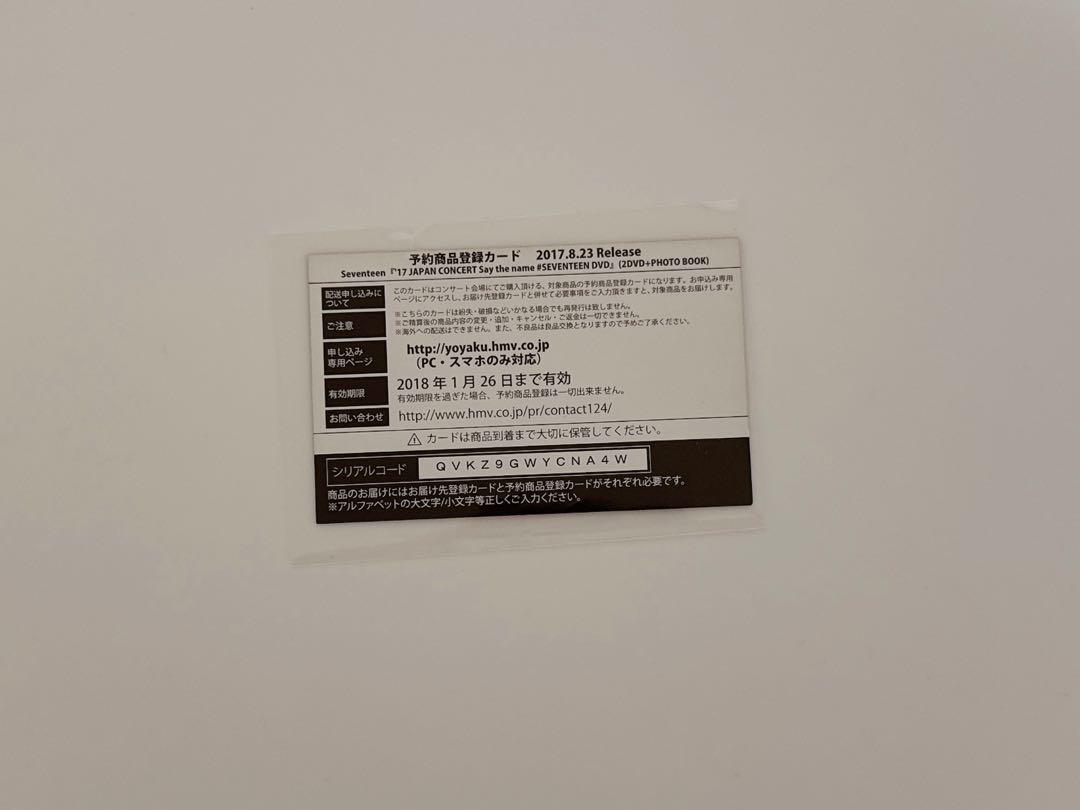 予約商品登録カード　2017.8.23 Release
Seventeen『'17 JAPAN CONCERT Say the name #SEVENTEEN DVD』(2DVD+PHOTO BOOK)
配送申し込みに
ついて
このカードはコンサート会場にてご購入頂ける、対象商品の予約商品登録カードになります。お申込み専用
ページにアクセスし、お届け先登録カードと併せて必要事項をご入力頂きますと、対象商品をお届けします。
ご注意
※こちらのカードは紛失・破損などいかなる場合でも再発行は致しません。
※ご精算後の商品内容の変更・追加・キャンセル・ご返金は一切できません。
※海外への配送はできません。また、不良品は良品交換となりますので予めご了承ください。
申し込み
専用ページ
http://yoyaku.hmv.co.jp
（PC・スマホのみ対応）
有効期限
2018年1月26日まで有効
有効期限を過ぎた場合、予約商品登録は一切出来ません。
お問い合わせ
http://www.hmv.co.jp/pr/contact124/
⚠ カードは商品到着まで大切に保管してください。
シリアルコード
QVKZ9GWYCNA4W
商品のお届けにはお届け先登録カードと予約商品登録カードがそれぞれ必要です。
※アルファベットの大文字/小文字等正しくご入力ください。